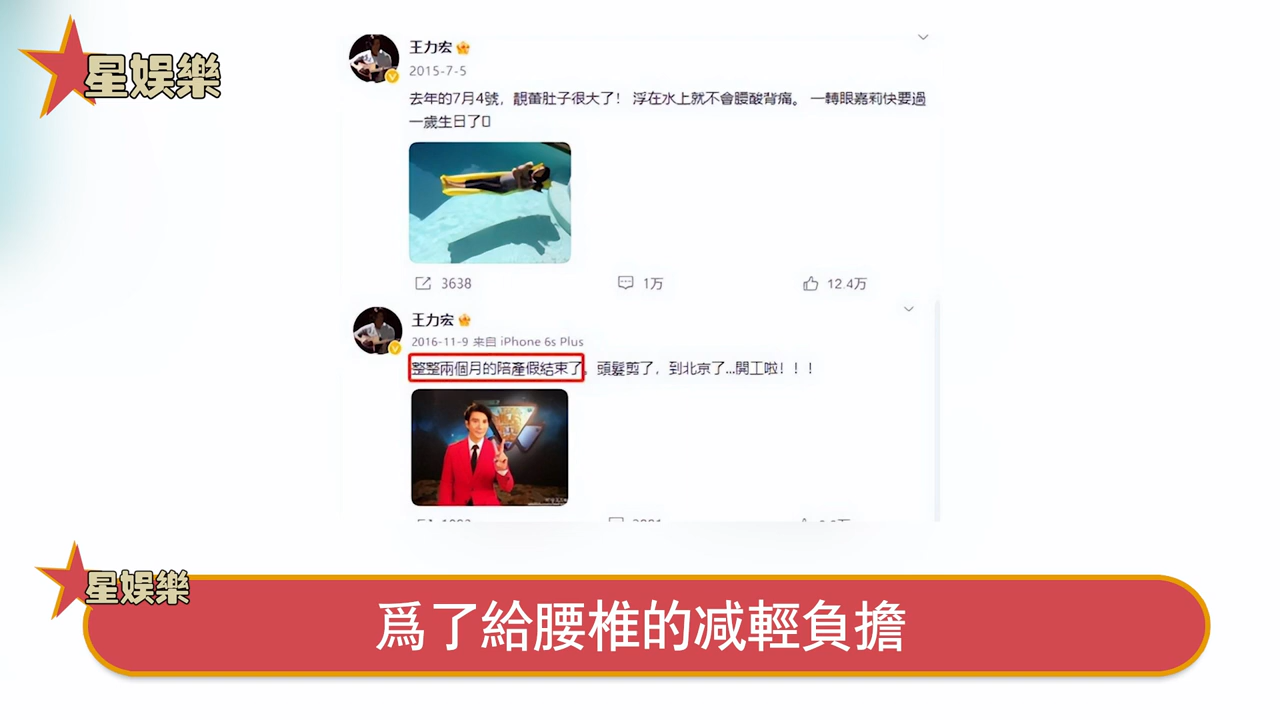 星娛樂
王力宏
2015-7-5
去年的7月4號，靚蕾肚子很大了！ 浮在水上就不會腰酸背痛。 一轉眼嘉莉快要過
一歲生日了
3638
1万
12.4万
王力宏
2016-11-9 来自 iPhone 6s Plus
整整兩個月的陪產假結束了，頭髮剪了，到北京了...開工啦！！！
星娛樂
爲了給腰椎的减輕負擔